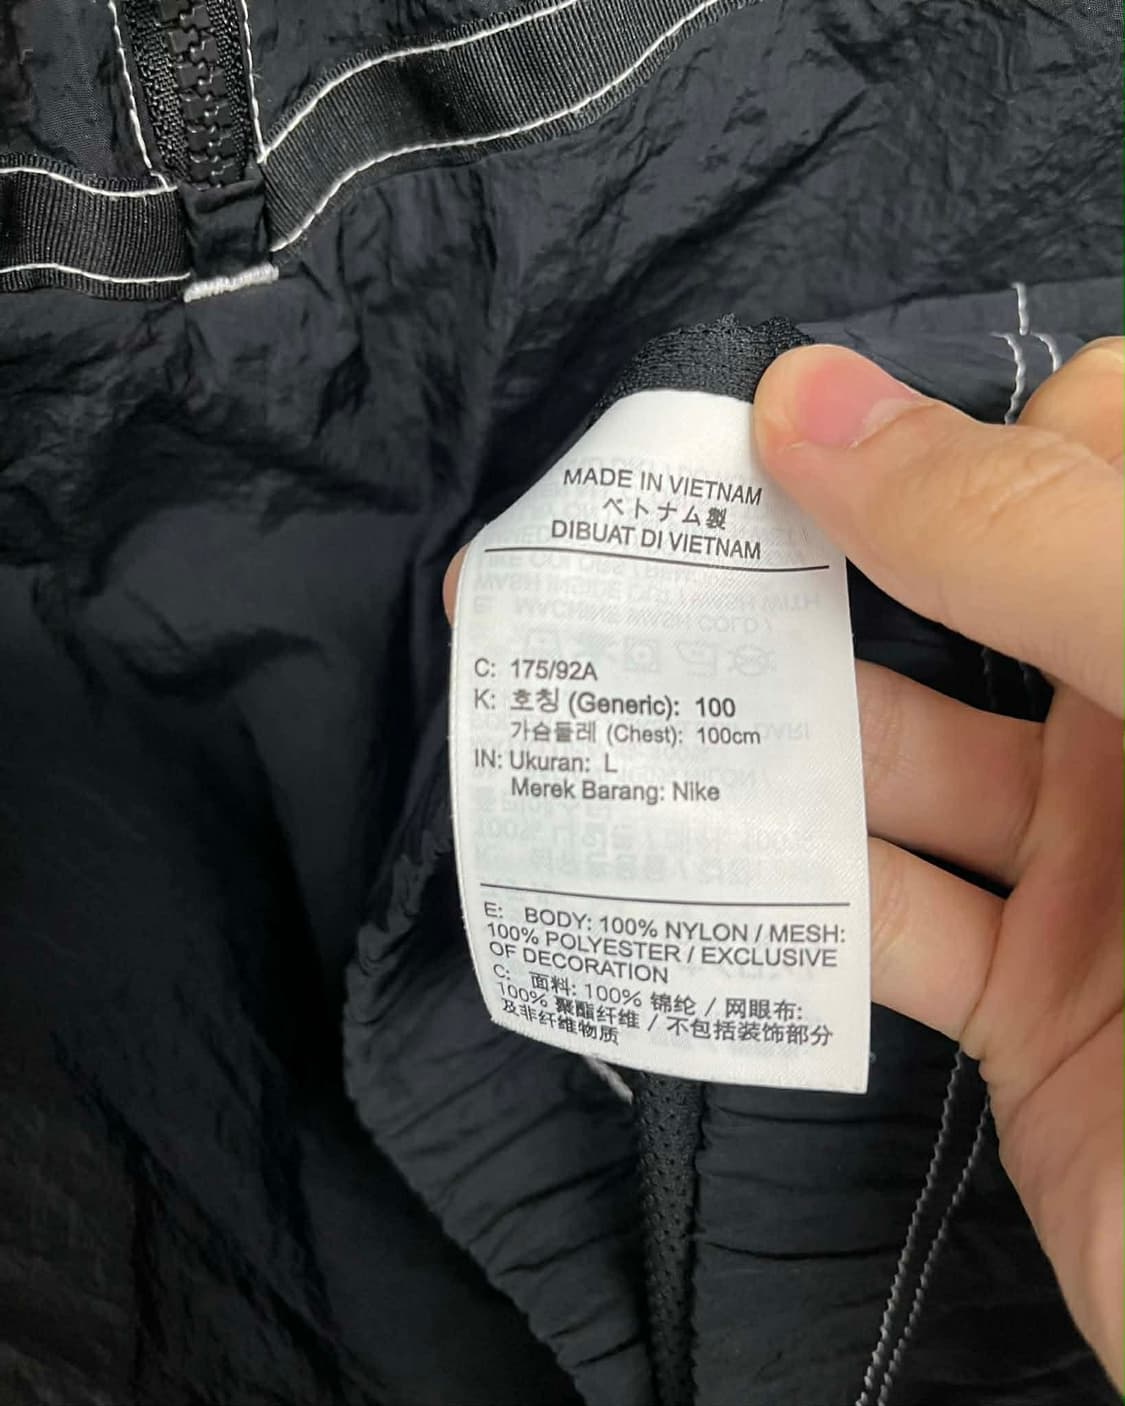 MADE IN VIETNAM
ベトナム製
DIBUAT DI VIETNAM
C: 175/92A
K: 호칭 (Generic): 100
가슴둘레 (Chest): 100cm
IN: Ukuran: L
Merek Barang: Nike
E: BODY: 100% NYLON / MESH:
100% POLYESTER / EXCLUSIVE
OF DECORATION
C: 面料: 100% 锦纶 / 网眼布:
100% 聚酯纤维 / 不包括装饰部分
及非纤维物质